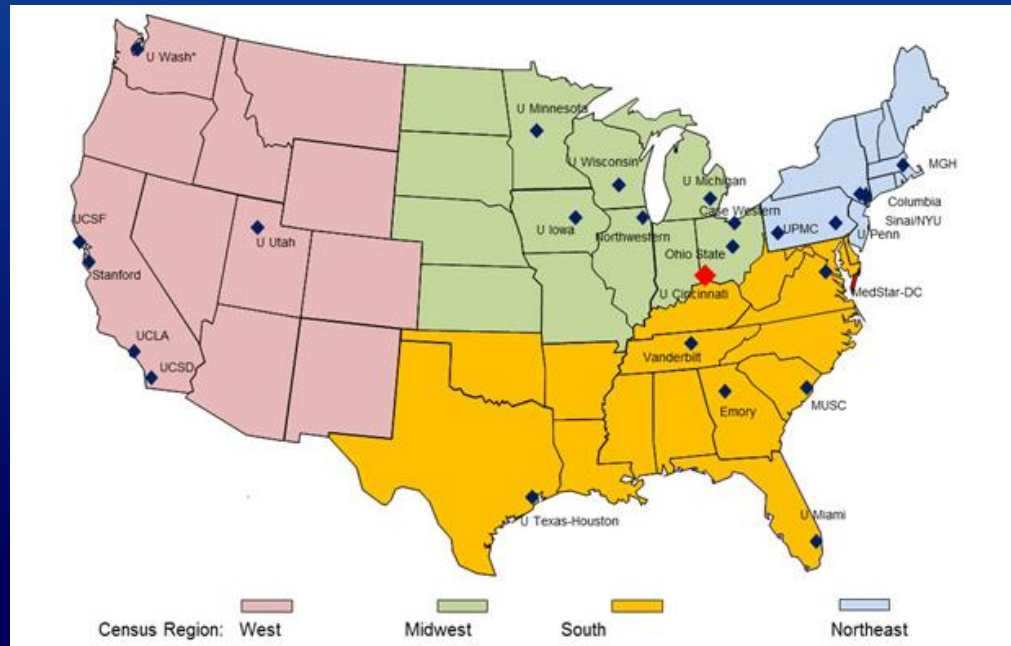 U Wash*
U Minnesota
U Wisconsin
MGH
U Michigan
Columbia
Case Western
UCSF
Sinai/NYU
U Iowa
Northwestern
UPMC
U Penn
U Utah
Ohio State
Stanford
U Cincinnati
MedStar-DC
UCLA
Vanderbilt
UCSD
Emory
MUSC
U Texas-Houston
U Miami
Census Region: West Midwest South Northeast